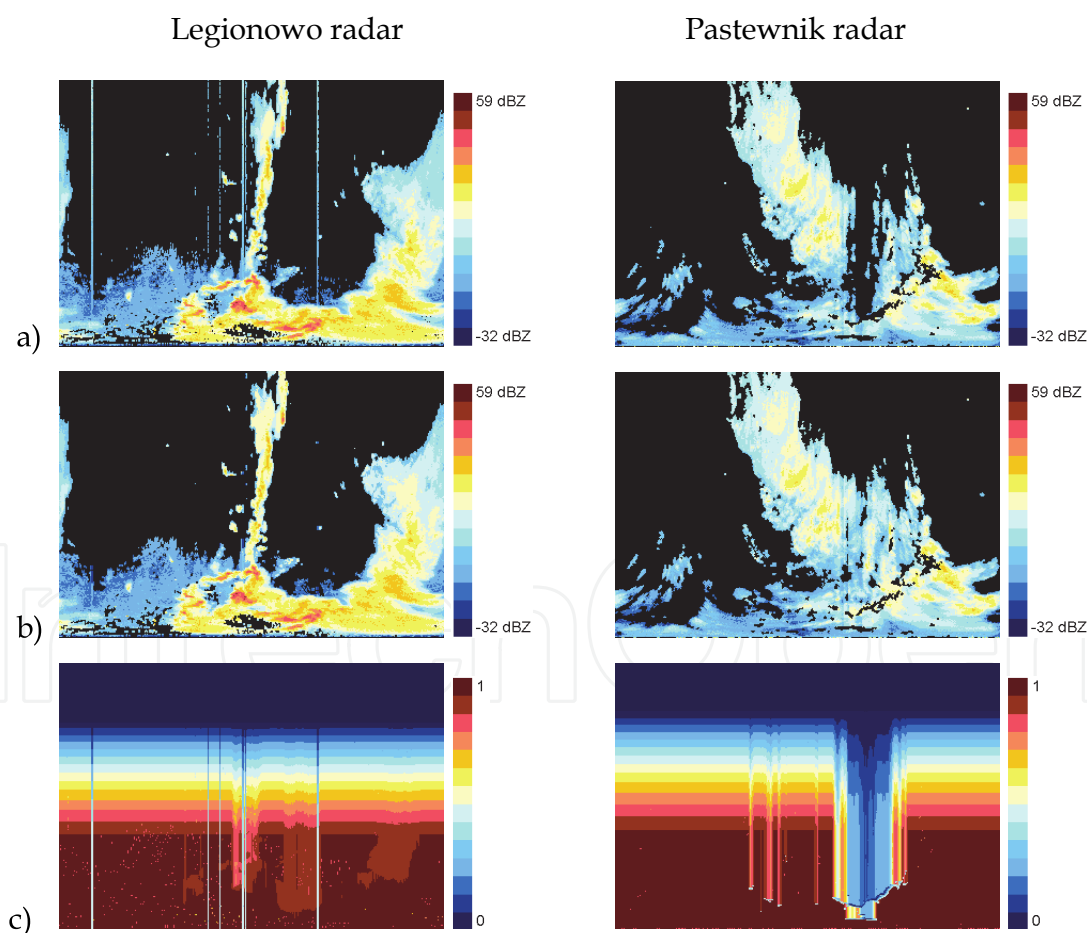 Legionowo radar
Pastewnik radar
a)
59 dBZ
-32 dBZ
59 dBZ
-32 dBZ
b)
59 dBZ
-32 dBZ
59 dBZ
-32 dBZ
c)
1
0
1
0